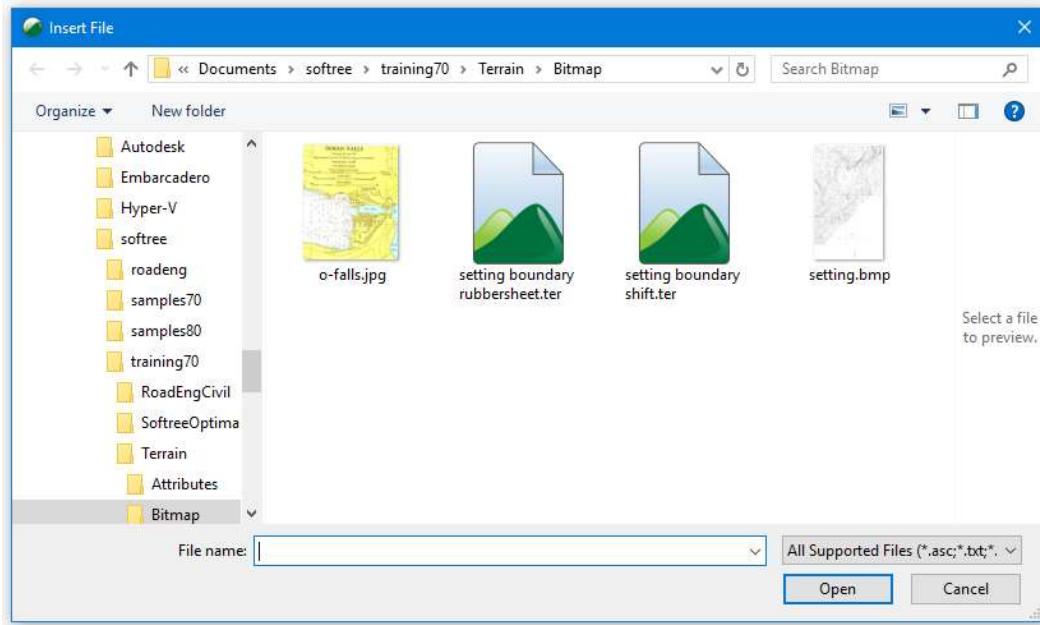 Insert File
« Documents › softree › training70 › Terrain › Bitmap
Search Bitmap
Organize
New folder
Autodesk
Embarcadero
Hyper-V
softree
roadeng
samples70
samples80
training70
RoadEngCivil
SoftreeOptima
Terrain
Attributes
Bitmap
o-falls.jpg
setting boundary
rubbersheet.ter
setting boundary
shift.ter
setting.bmp
Select a file
to preview.
File name:
All Supported Files (*.asc;*.txt;*.
Open
Cancel